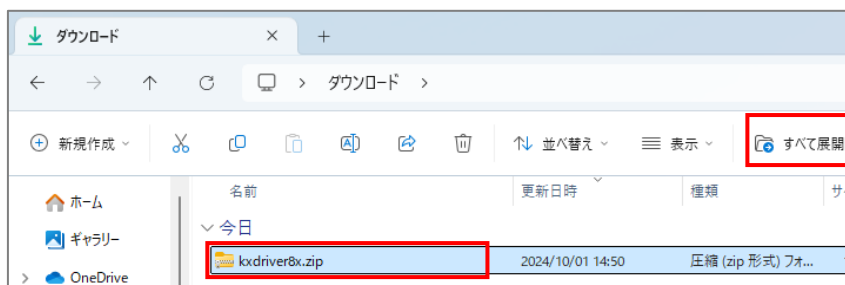 ダウンロード
ダウンロード
新規作成
並べ替え
表示
すべて展開
ホーム
ギャラリー
OneDrive
名前
更新日時
種類
サ
今日
kxdriver8x.zip
2024/10/01 14:50
圧縮 (zip 形式) フォ...